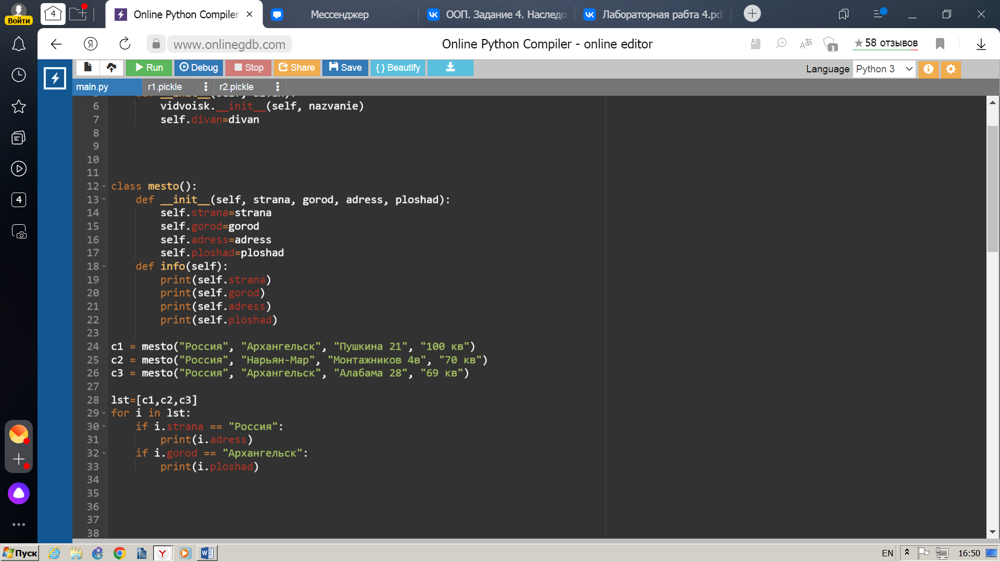 4
Online Python Compiler
Мессенджер
ООП. Задание 4. Наследо
Лабораторная рабта 4.pdf
Войти
Я
www.onlinegdb.com
Online Python Compiler - online editor
1
58 отзывов
Run
Debug
Stop
Share
Save
{ } Beautify
Language
Python 3
main.py
r1.pickle
r2.pickle
5 def __init__(self, divan):
6 vidvoisk.__init__(self, nazvanie)
7 self.divan=divan
8
9
10
11
12 class mesto():
13 def __init__(self, strana, gorod, adress, ploshad):
14 self.strana=strana
15 self.gorod=gorod
16 self.adress=adress
17 self.ploshad=ploshad
18 def info(self):
19 print(self.strana)
20 print(self.gorod)
21 print(self.adress)
22 print(self.ploshad)
23
24 c1 = mesto("Россия", "Архангельск", "Пушкина 21", "100 кв")
25 c2 = mesto("Россия", "Нарьян-Мар", "Монтажников 4в", "70 кв")
26 c3 = mesto("Россия", "Архангельск", "Алабама 28", "69 кв")
27
28 lst=[c1,c2,c3]
29 for i in lst:
30 if i.strana == "Россия":
31 print(i.adress)
32 if i.gorod == "Архангельск":
33 print(i.ploshad)
34
35
36
37
38
4
Пуск
EN
16:50